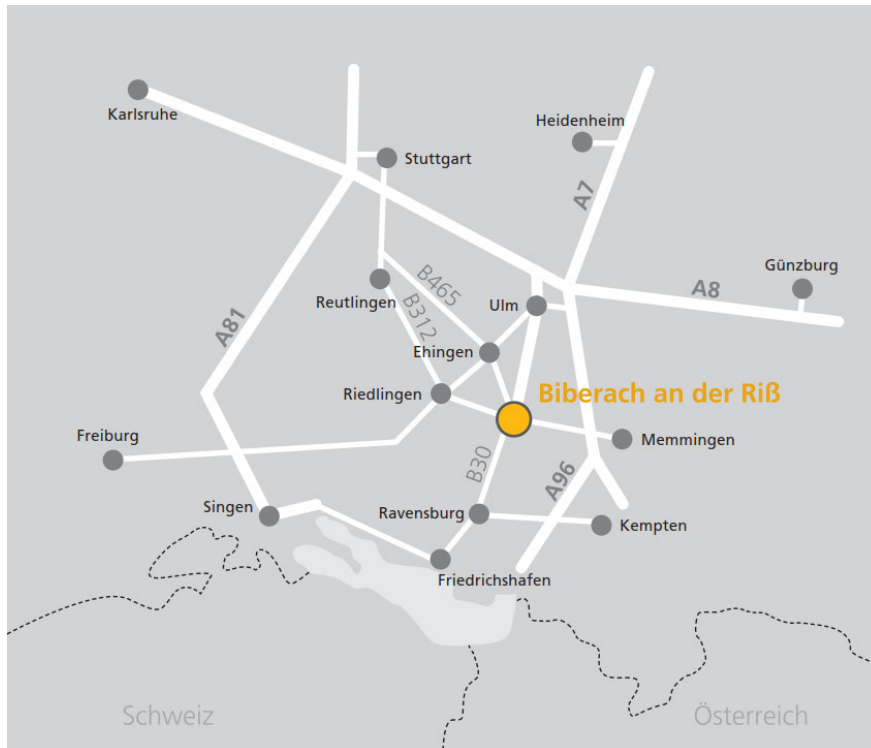 Karlsruhe
Heidenheim
Stuttgart
A7
Günzburg
B465
A8
Reutlingen
Ulm
B312
A81
Ehingen
Riedlingen
Biberach an der Riß
Freiburg
Memmingen
B30
A96
Singen
Ravensburg
Kempten
Friedrichshafen
Schweiz
Österreich